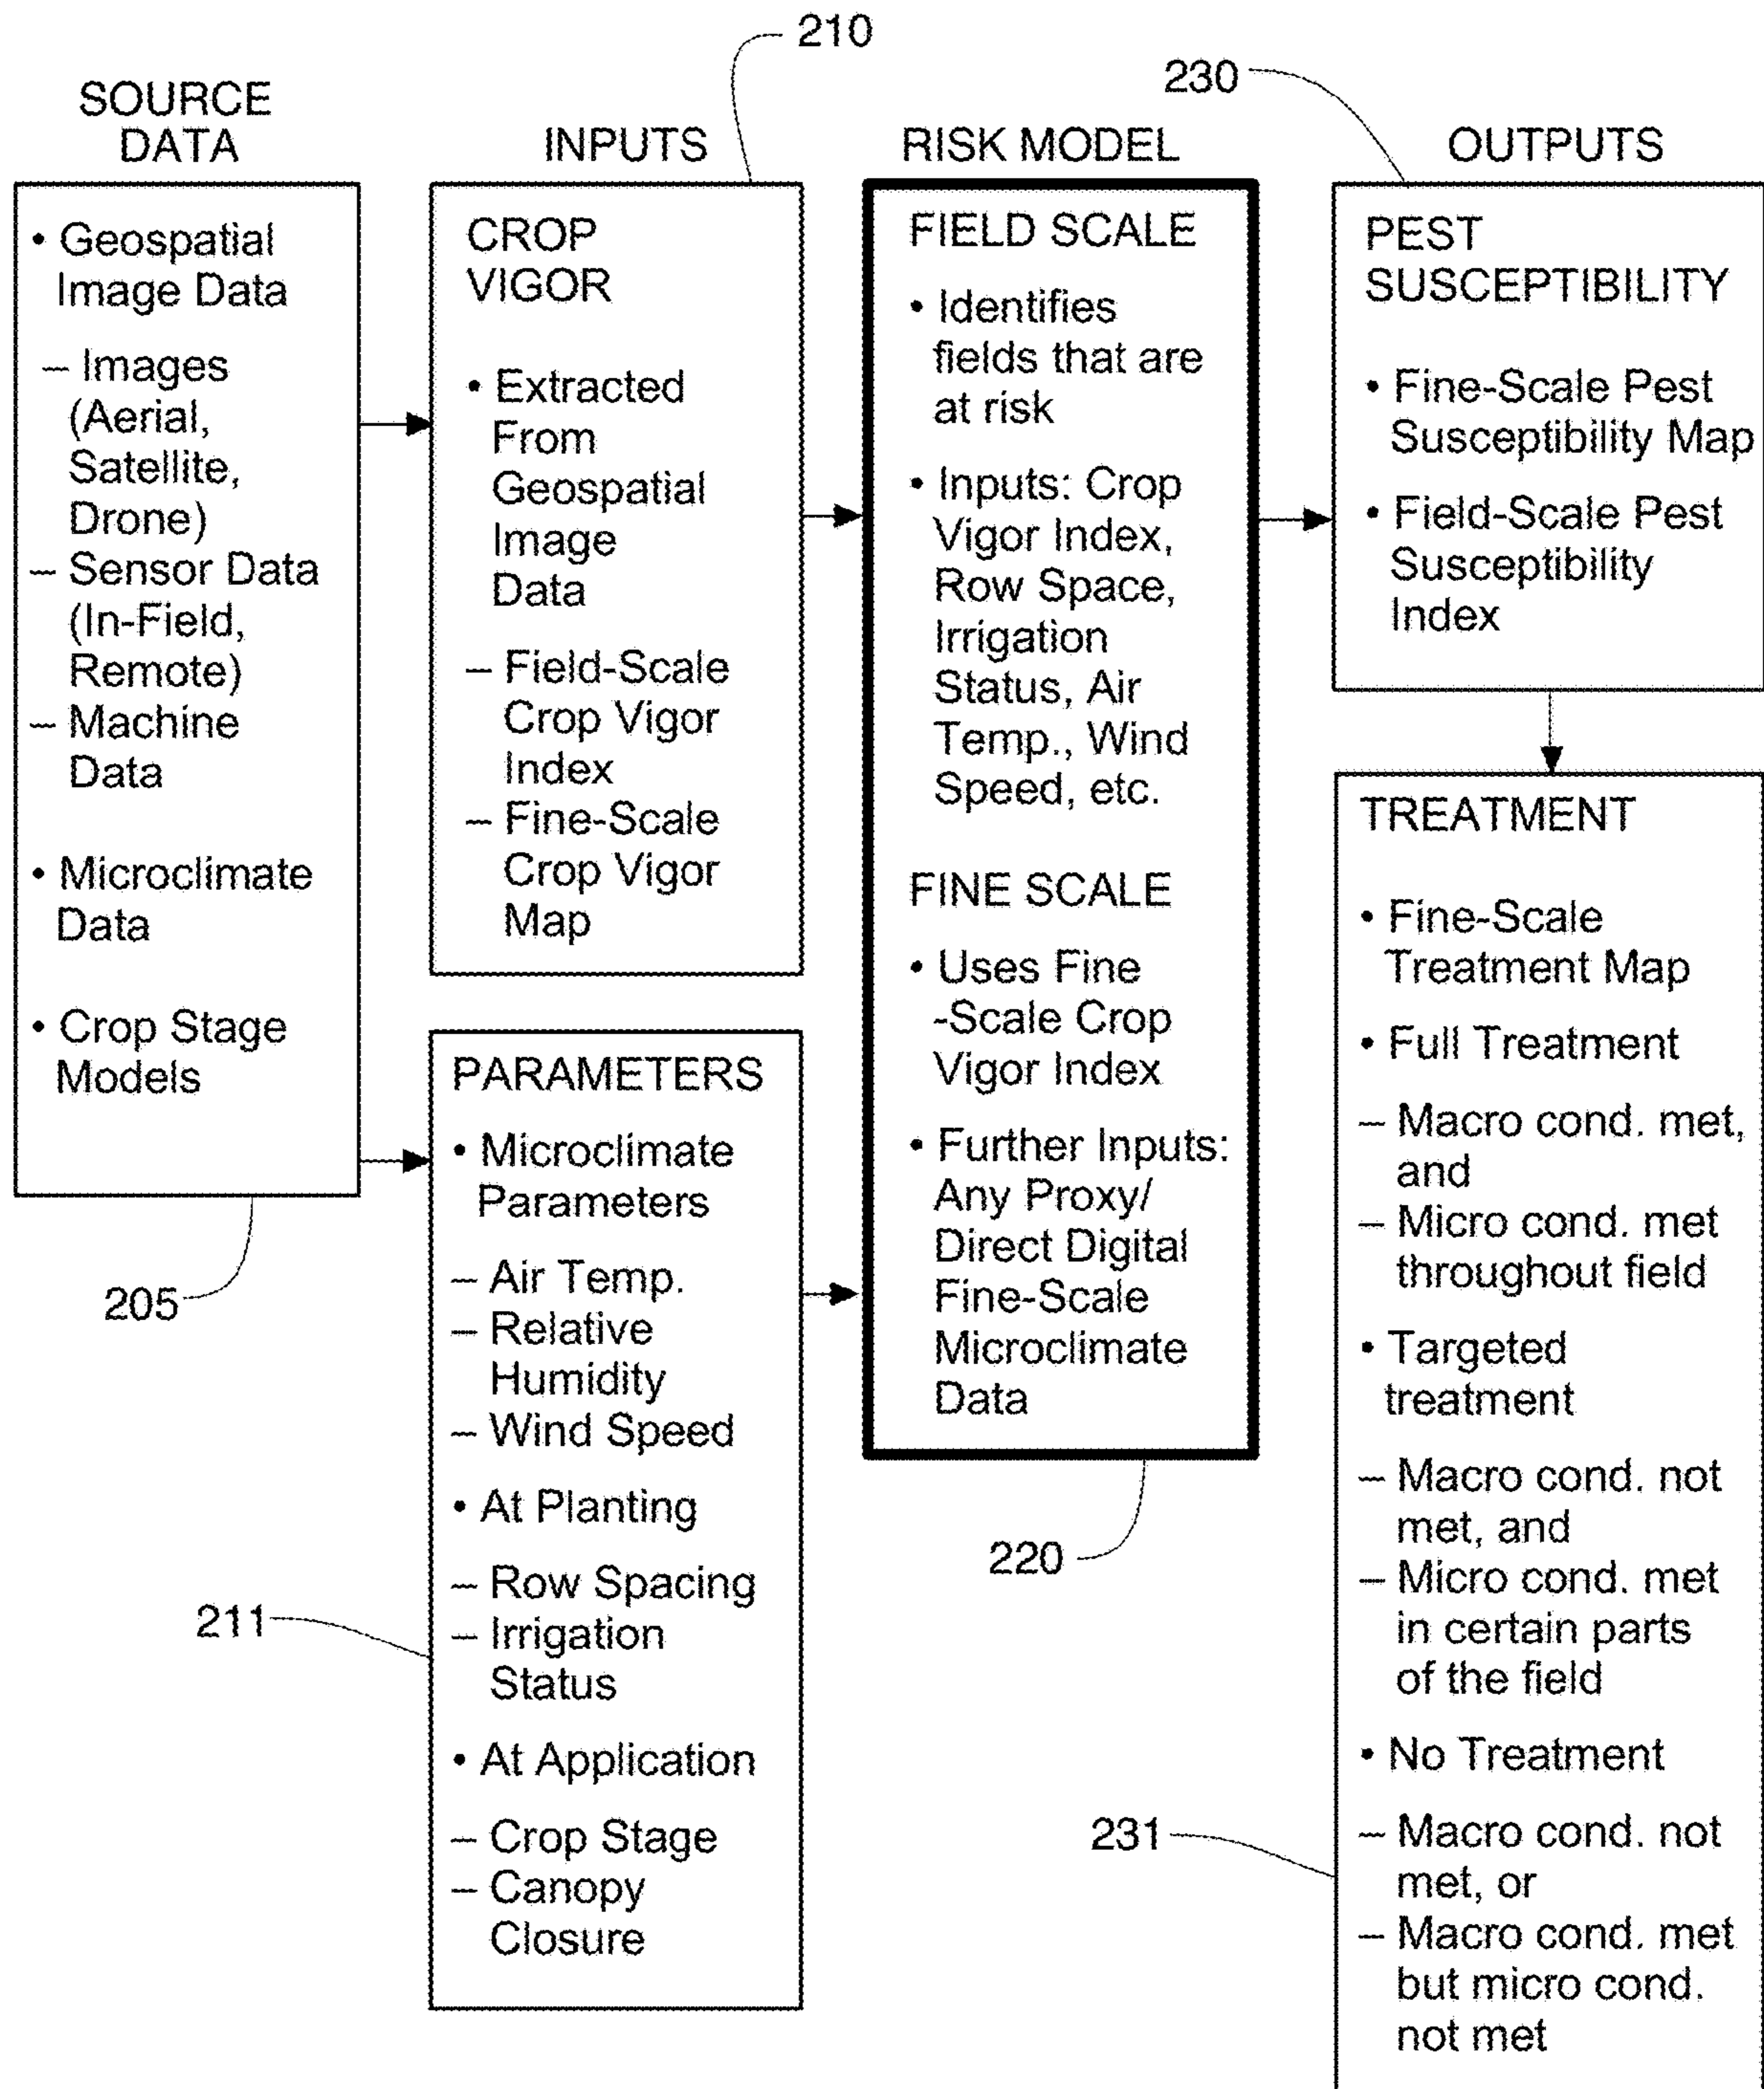 210
230
SOURCE
DATA
INPUTS
RISK MODEL
OUTPUTS
• Geospatial
Image Data
– Images
(Aerial,
Satellite,
Drone)
– Sensor Data
(In-Field,
Remote)
– Machine
Data
• Microclimate
Data
• Crop Stage
Models
205
CROP
VIGOR
• Extracted
From
Geospatial
Image
Data
– Field-Scale
Crop Vigor
Index
– Fine-Scale
Crop Vigor
Map
PARAMETERS
• Microclimate
Parameters
– Air Temp.
– Relative
Humidity
– Wind Speed
• At Planting
– Row Spacing
– Irrigation
Status
• At Application
– Crop Stage
– Canopy
Closure
211
FIELD SCALE
• Identifies
fields that are
at risk
• Inputs: Crop
Vigor Index,
Row Space,
Irrigation
Status, Air
Temp., Wind
Speed, etc.
FINE SCALE
• Uses Fine
-Scale Crop
Vigor Index
• Further Inputs:
Any Proxy/
Direct Digital
Fine-Scale
Microclimate
Data
220
PEST
SUSCEPTIBILITY
• Fine-Scale Pest
Susceptibility Map
• Field-Scale Pest
Susceptibility
Index
TREATMENT
• Fine-Scale
Treatment Map
• Full Treatment
– Macro cond. met,
and
– Micro cond. met
throughout field
• Targeted
treatment
– Macro cond. not
met, and
– Micro cond. met
in certain parts
of the field
• No Treatment
– Macro cond. not
met, or
– Macro cond. met
but micro cond.
not met
231